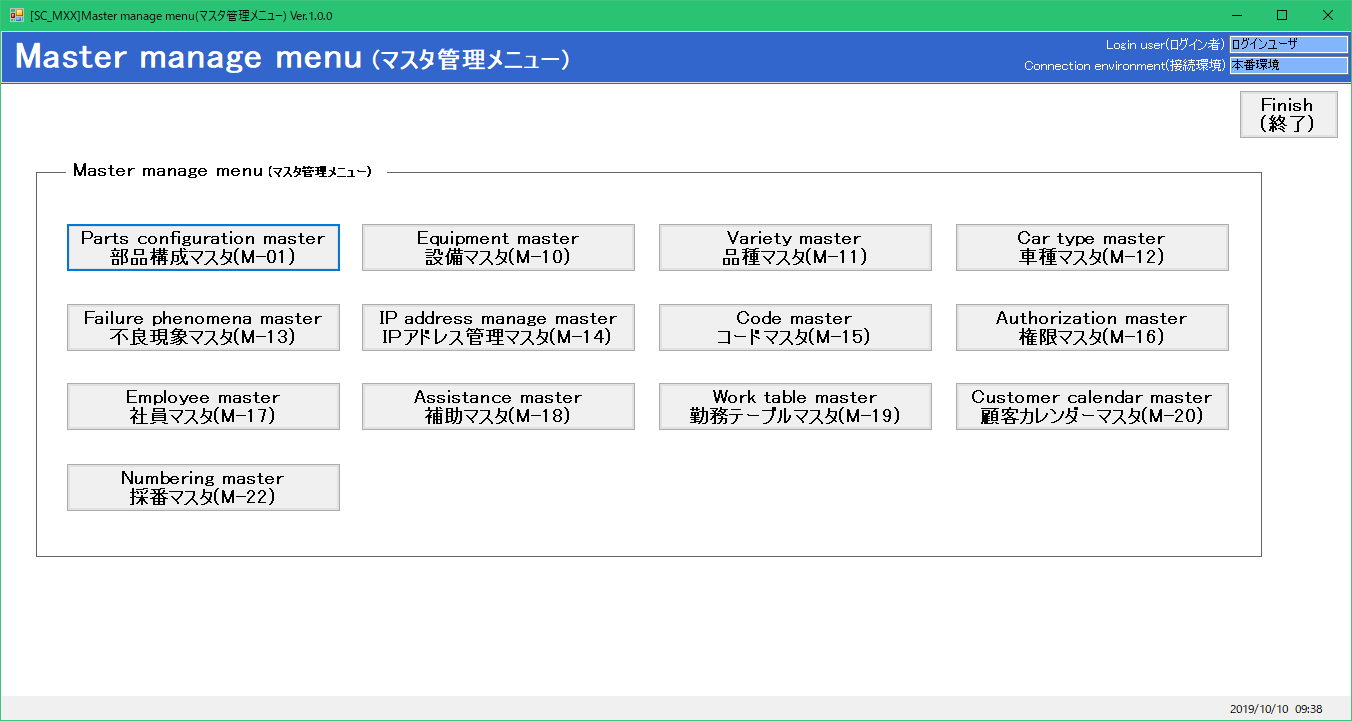 [SC_MXX]Master manage menu(マスタ管理メニュー) Ver.1.0.0
Master manage menu (マスタ管理メニュー)
Login user(ログイン者) ログインユーザ
Connection environment(接続環境) 本番環境
Finish
(終了)
Master manage menu (マスタ管理メニュー)
Parts configuration master
部品構成マスタ(M-01)
Equipment master
設備マスタ(M-10)
Variety master
品種マスタ(M-11)
Car type master
車種マスタ(M-12)
Failure phenomena master
不良現象マスタ(M-13)
IP address manage master
IPアドレス管理マスタ(M-14)
Code master
コードマスタ(M-15)
Authorization master
権限マスタ(M-16)
Employee master
社員マスタ(M-17)
Assistance master
補助マスタ(M-18)
Work table master
勤務テーブルマスタ(M-19)
Customer calendar master
顧客カレンダーマスタ(M-20)
Numbering master
採番マスタ(M-22)
2019/10/10 09:38